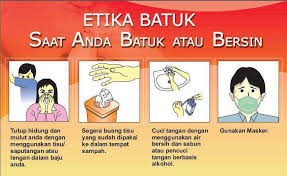 ETIKA BATUK
SAAT ANDA BATUK ATAU BERSIN
Tutup hidung dan
mulut anda dengan
menggunakan tisu/
saputangan atau
lengan dalam baju
anda.
Segera buang tisu
yang sudah dipakai
ke dalam tempat
sampah.
Cuci tangan dengan
menggunakan air
bersih dan sabun
atau pencuci
tangan berbasis
alkohol.
Gunakan Masker.